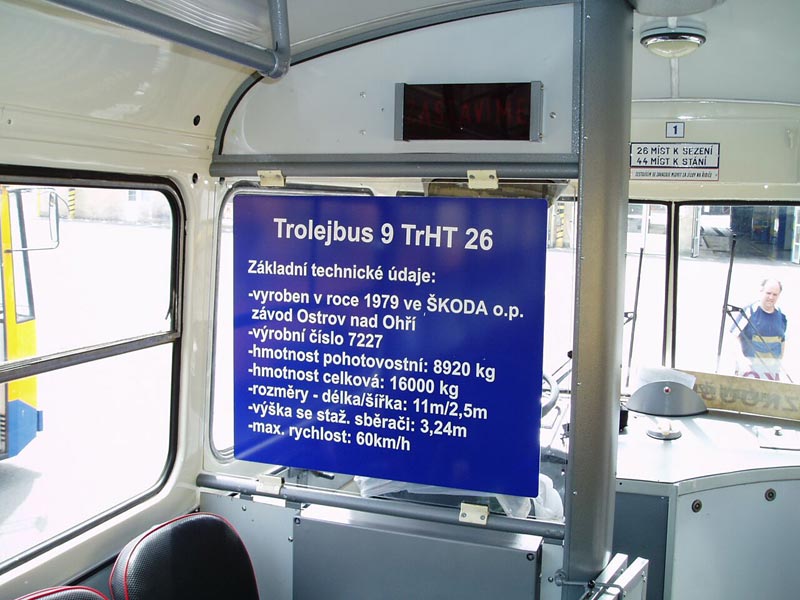 1
26 MÍST K SEZENÍ
44 MÍST K STÁNÍ
Trolejbus 9 TrHT 26
Základní technické údaje:
-vyroben v roce 1979 ve ŠKODA o.p.
závod Ostrov nad Ohří
-výrobní číslo 7227
-hmotnost pohotovostní: 8920 kg
-hmotnost celková: 16000 kg
-rozměry - délka/šířka: 11m/2,5m
-výška se staž. sběrači: 3,24m
-max. rychlost: 60km/h